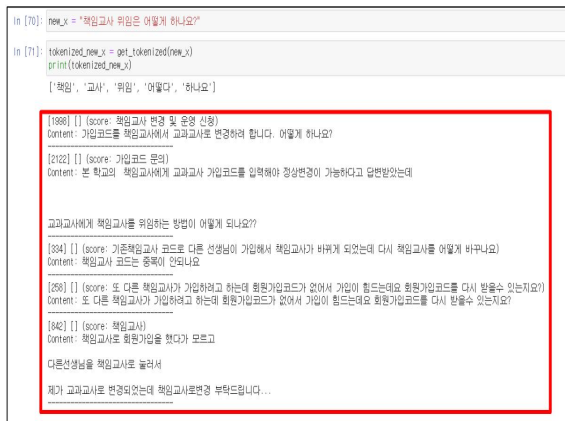 In [70]: new_x = "책임교사 위임은 어떻게 하나요?"
In [71]: tokenized_new_x = get_tokenized(new_x)
print(tokenized_new_x)
['책임', '교사', '위임', '어떻다', '하나요']
[1998] [] (score: 책임교사 변경 및 운영 신청)
Content: 가입코드를 책임교사에서 교과교사로 변경하려 합니다. 어떻게 하나요?
--------------------------------
[2122] [] (score: 가입코드 문의)
Content: 본 학교의 책임교사에게 교과교사 가입코드를 입력해야 정상변경이 가능하다고 답변받았는데
교과교사에게 책임교사를 위임하는 방법이 어떻게 되나요??
--------------------------------
[334] [] (score: 기존책임교사 코드로 다른 선생님이 가입해서 책임교사가 바뀌게 되었는데 다시 책임교사를 어떻게 바꾸나요)
Content: 책임교사 코드는 중복이 안되나요
--------------------------------
[258] [] (score: 또 다른 책임교사가 가입하려고 하는데 회원가입코드가 없어서 가입이 힘드는데요 회원가입코드를 다시 받을수 있는지요?)
Content: 또 다른 책임교사가 가입하려고 하는데 회원가입코드가 없어서 가입이 힘드는데요 회원가입코드를 다시 받을수 있는지요?
--------------------------------
[842] [] (score: 책임교사)
Content: 책임교사로 회원가입을 했다가 모르고
다른선생님을 책임교사로 눌러서
제가 교과교사로 변경되었는데 책임교사로변경 부탁드립니다...
--------------------------------